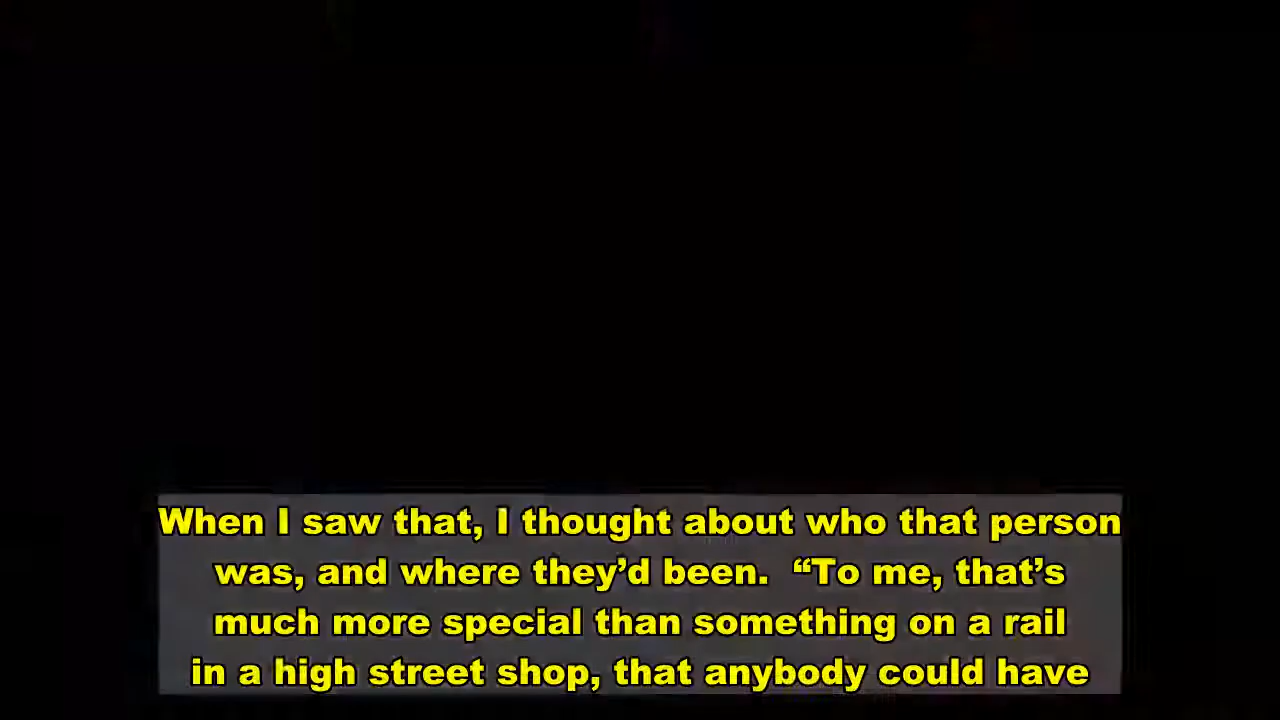 When I saw that, I thought about who that person
was, and where they’d been.  “To me, that’s
much more special than something on a rail
in a high street shop, that anybody could have